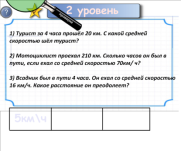 2 уровень
1) Турист за 4 часа прошёл 20 км. С какой средней
скоростью шёл турист?
2) Мотоциклист проехал 210 км. Сколько часов он был в
пути, если ехал со средней скоростью 70км/ ч?
3) Всадник был в пути 4 часа. Он ехал со средней скоростью
16 км/ч. Какое расстояние он преодолеет?
5км\ч